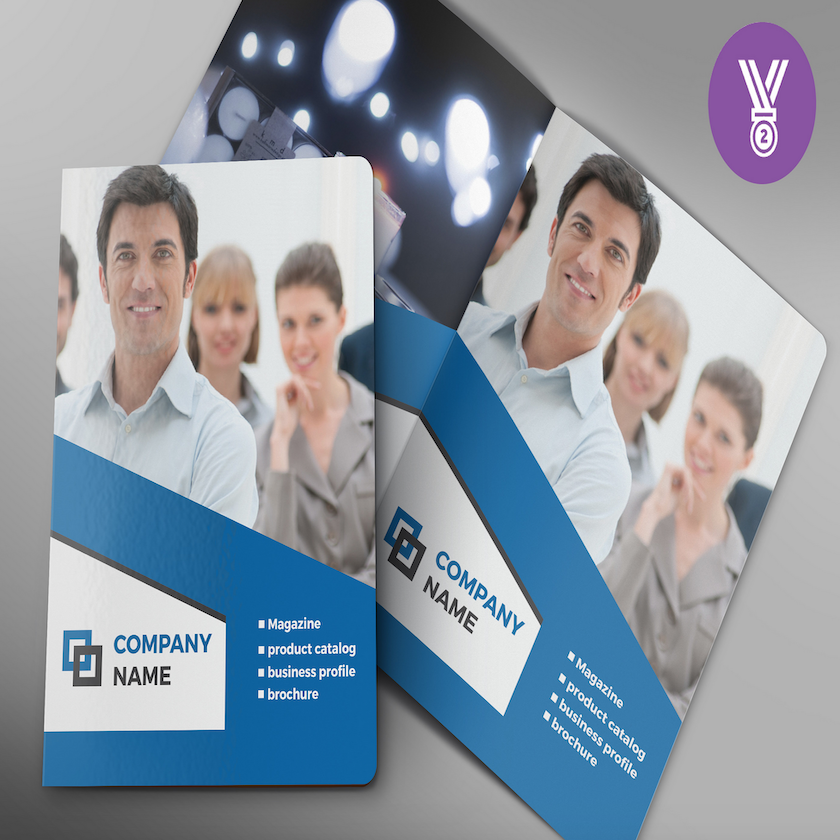 2
COMPANY
NAME
Magazine
product catalog
business profile
brochure
COMPANY
NAME
Magazine
product catalog
business profile
brochure